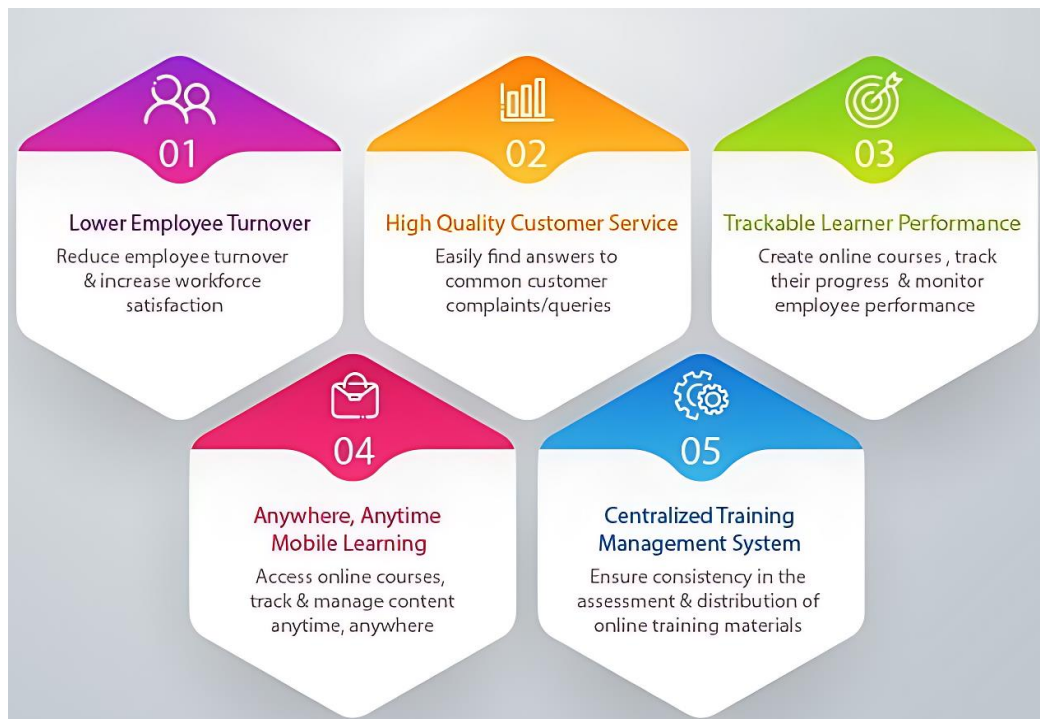 01
Lower Employee Turnover
Reduce employee turnover
& increase workforce
satisfaction
02
High Quality Customer Service
Easily find answers to
common customer
complaints/queries
03
Trackable Learner Performance
Create online courses , track
their progress & monitor
employee performance
04
Anywhere, Anytime
Mobile Learning
Access online courses,
track & manage content
anytime, anywhere
05
Centralized Training
Management System
Ensure consistency in the
assessment & distribution of
online training materials